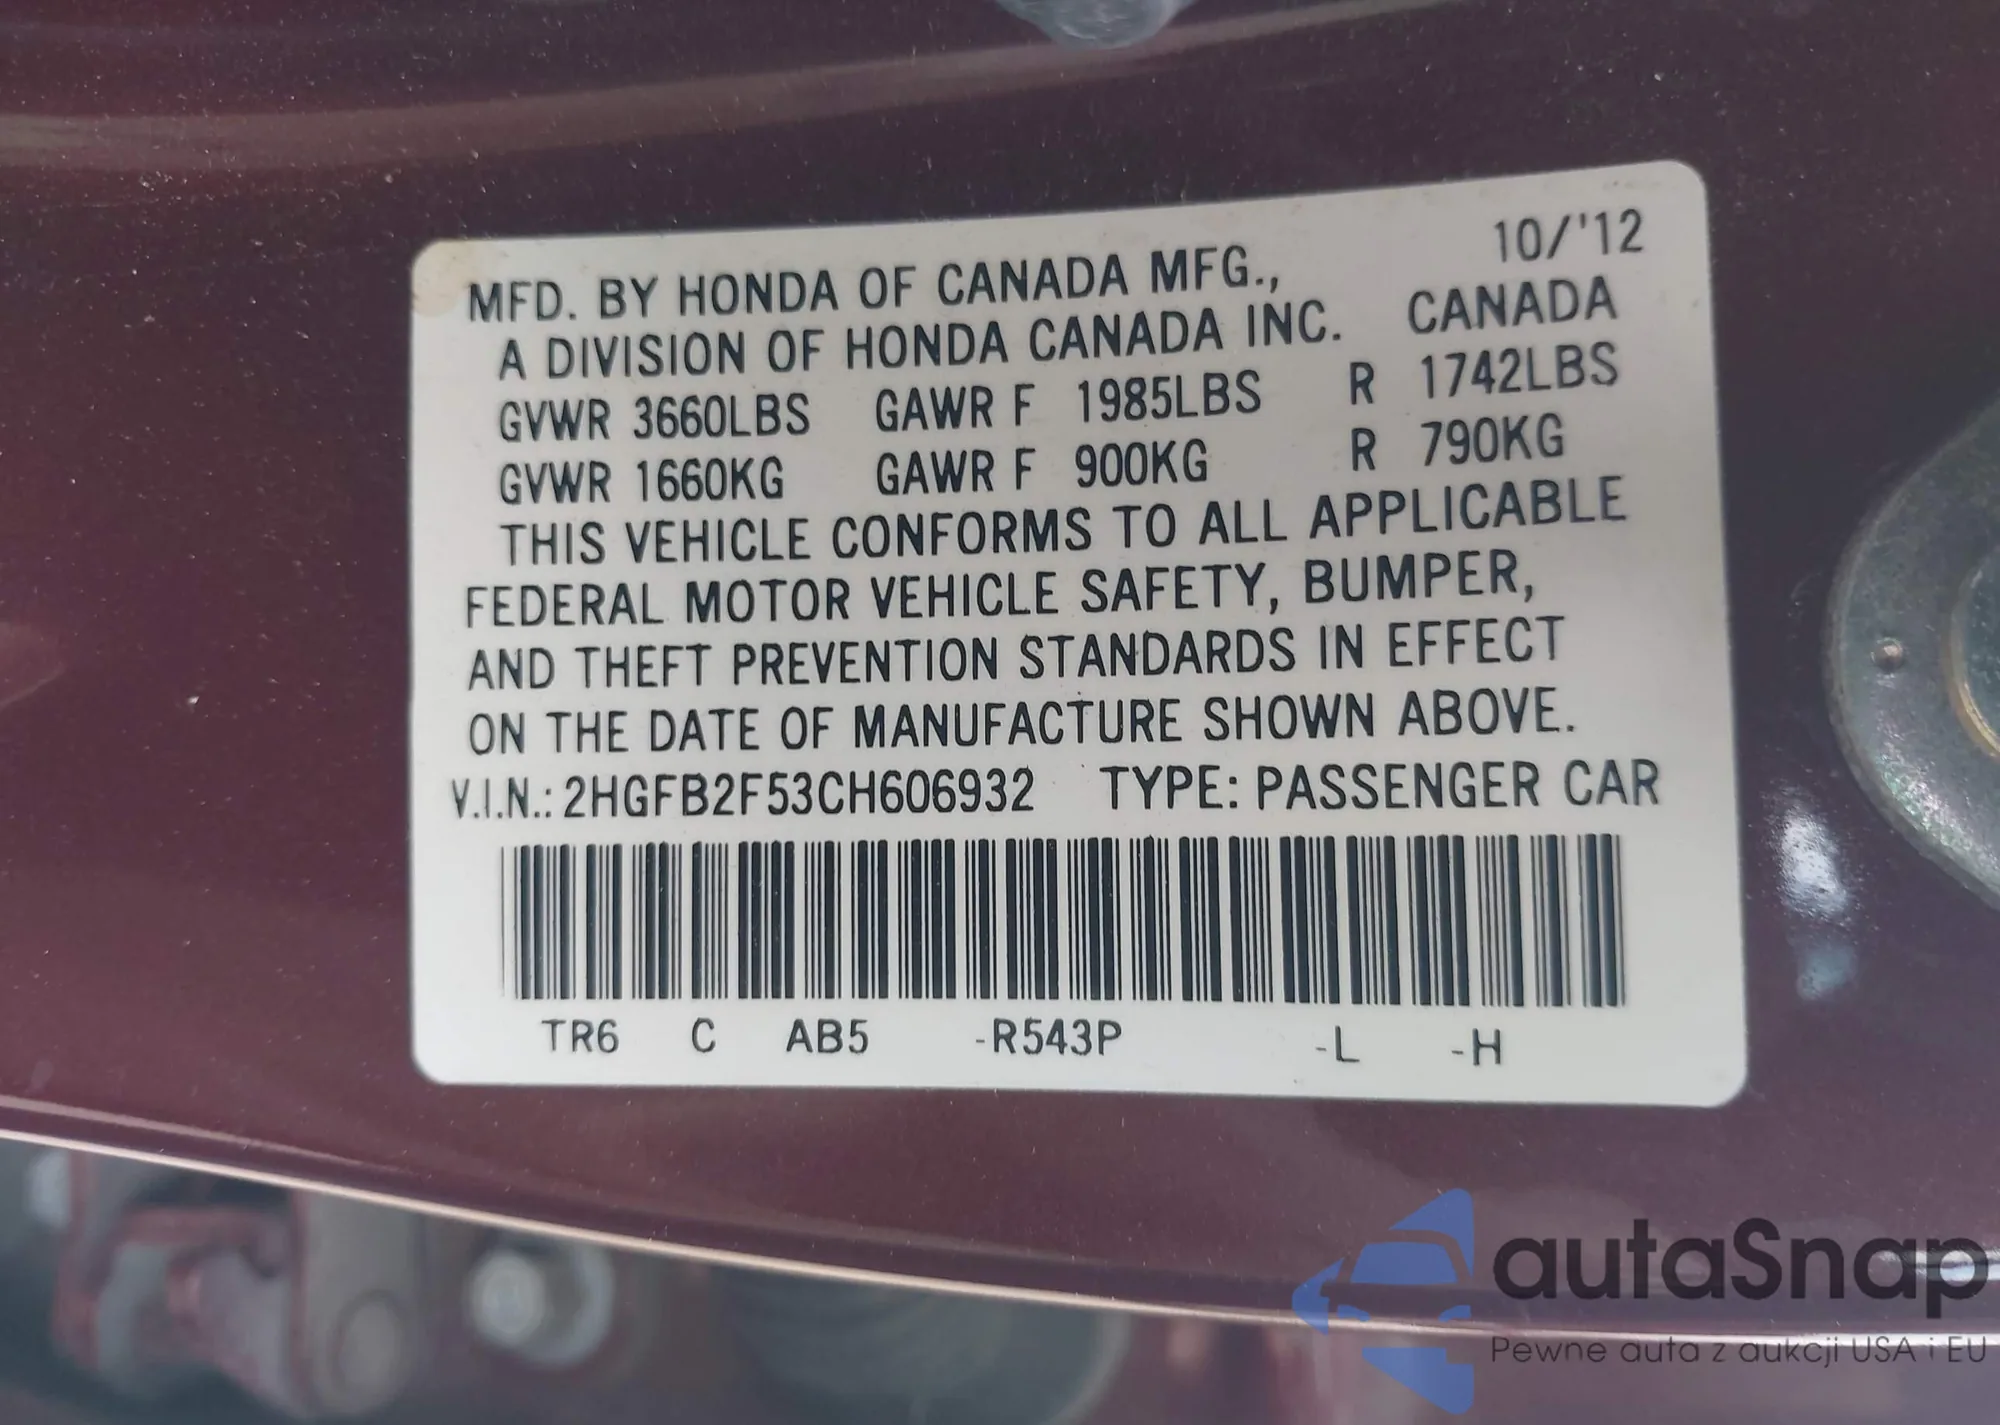 10/'12
MFD. BY HONDA OF CANADA MFG.,
A DIVISION OF HONDA CANADA INC. CANADA
GVWR 3660LBS GAWR F 1985LBS R 1742LBS
GVWR 1660KG GAWR F 900KG R 790KG
THIS VEHICLE CONFORMS TO ALL APPLICABLE
FEDERAL MOTOR VEHICLE SAFETY, BUMPER,
AND THEFT PREVENTION STANDARDS IN EFFECT
ON THE DATE OF MANUFACTURE SHOWN ABOVE.
V.I.N.: 2HGFB2F53CH606932 TYPE: PASSENGER CAR
TR6 C AB5 -R543P -L -H
autaSnap
Pewne auta z aukcji USA i EU